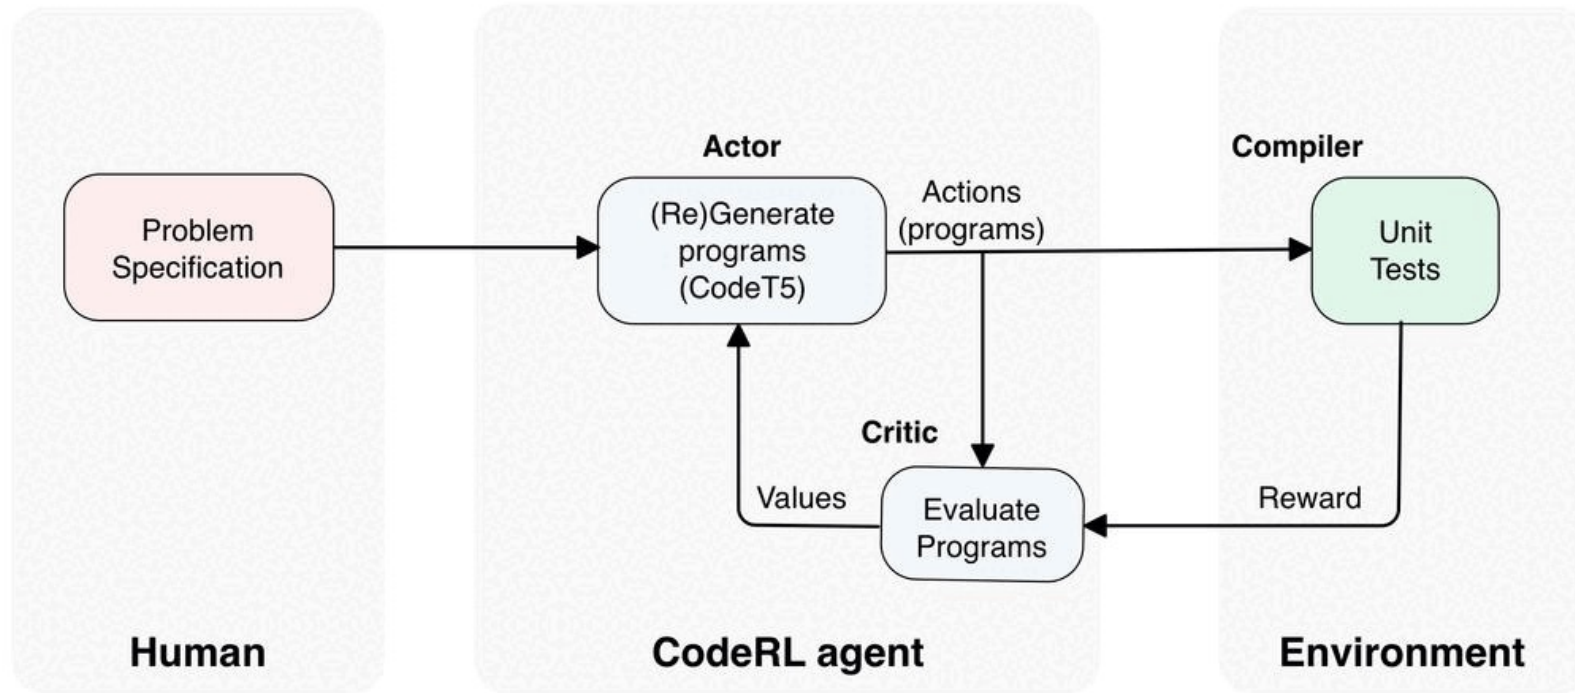 Actor
Compiler
Problem
Specification
(Re)Generate
programs
(CodeT5)
Actions
(programs)
Unit
Tests
Critic
Values
Evaluate
Programs
Reward
Human
CodeRL agent
Environment